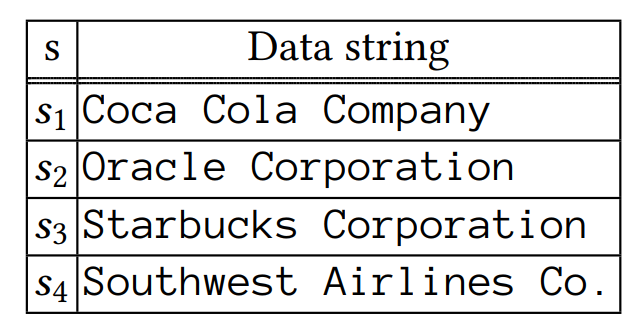 s Data string
s1 Coca Cola Company
s2 Oracle Corporation
s3 Starbucks Corporation
s4 Southwest Airlines Co.